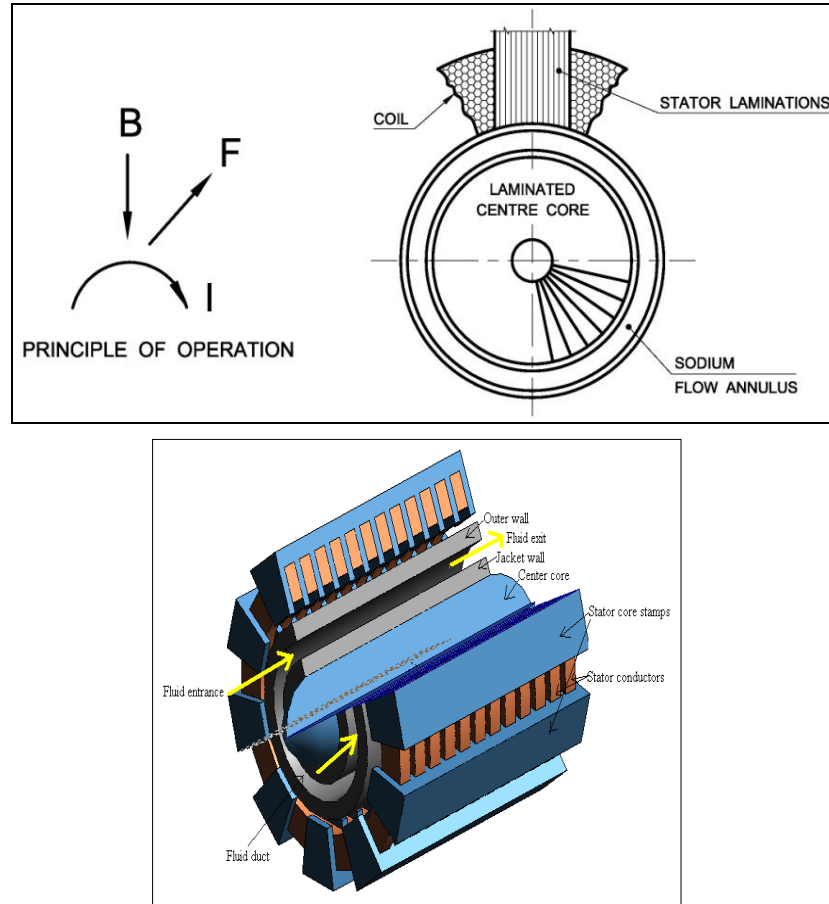 B
F
I
PRINCIPLE OF OPERATION
COIL
STATOR LAMINATIONS
LAMINATED
CENTRE CORE
SODIUM
FLOW ANNULUS
Outer wall
Fluid exit
Jacket wall
Center core
Stator core stamps
Stator conductors
Fluid entrance
Fluid duct